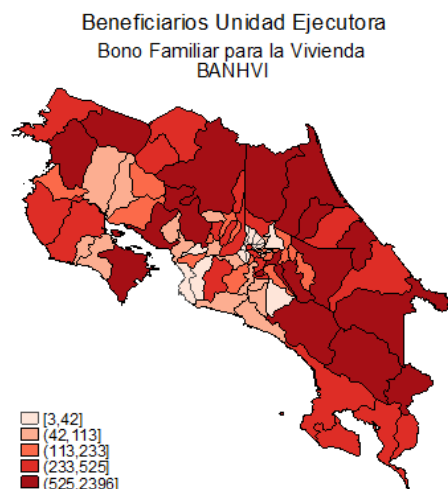 Beneficiarios Unidad Ejecutora
Bono Familiar para la Vivienda
BANHVI
[3,42]
(42,113]
(113,233]
(233,525]
(525,2396]